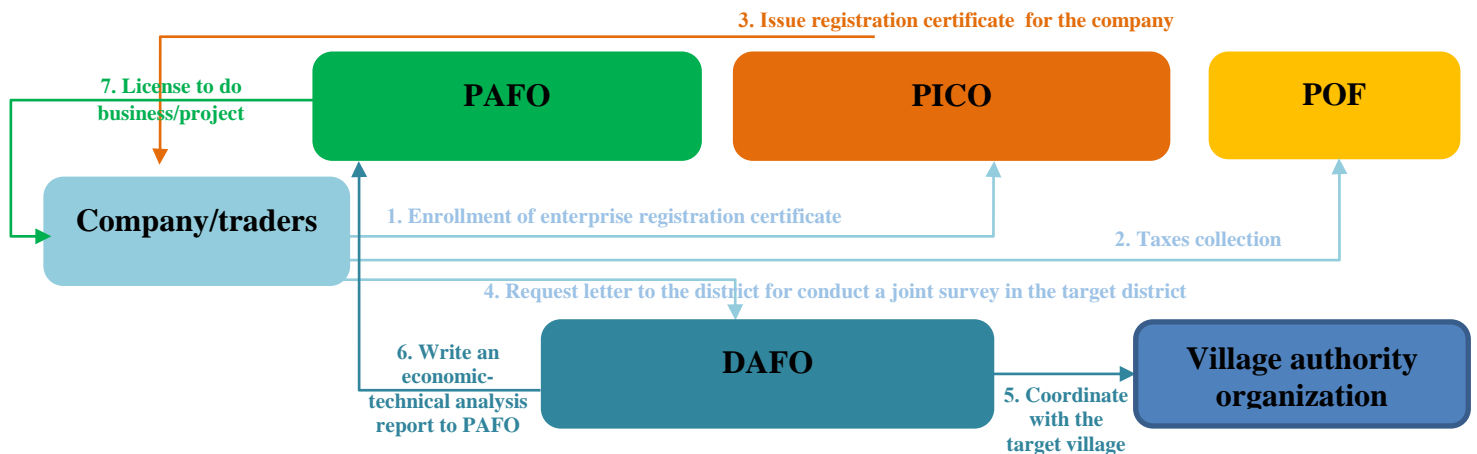 3. Issue registration certificate for the company
7. License to do
business/project
PAFO
PICO
POF
Company/traders
1. Enrollment of enterprise registration certificate
2. Taxes collection
4. Request letter to the district for conduct a joint survey in the target district
6. Write an
economic-
technical analysis
report to PAFO
DAFO
5. Coordinate
with the
target village
Village authority
organization